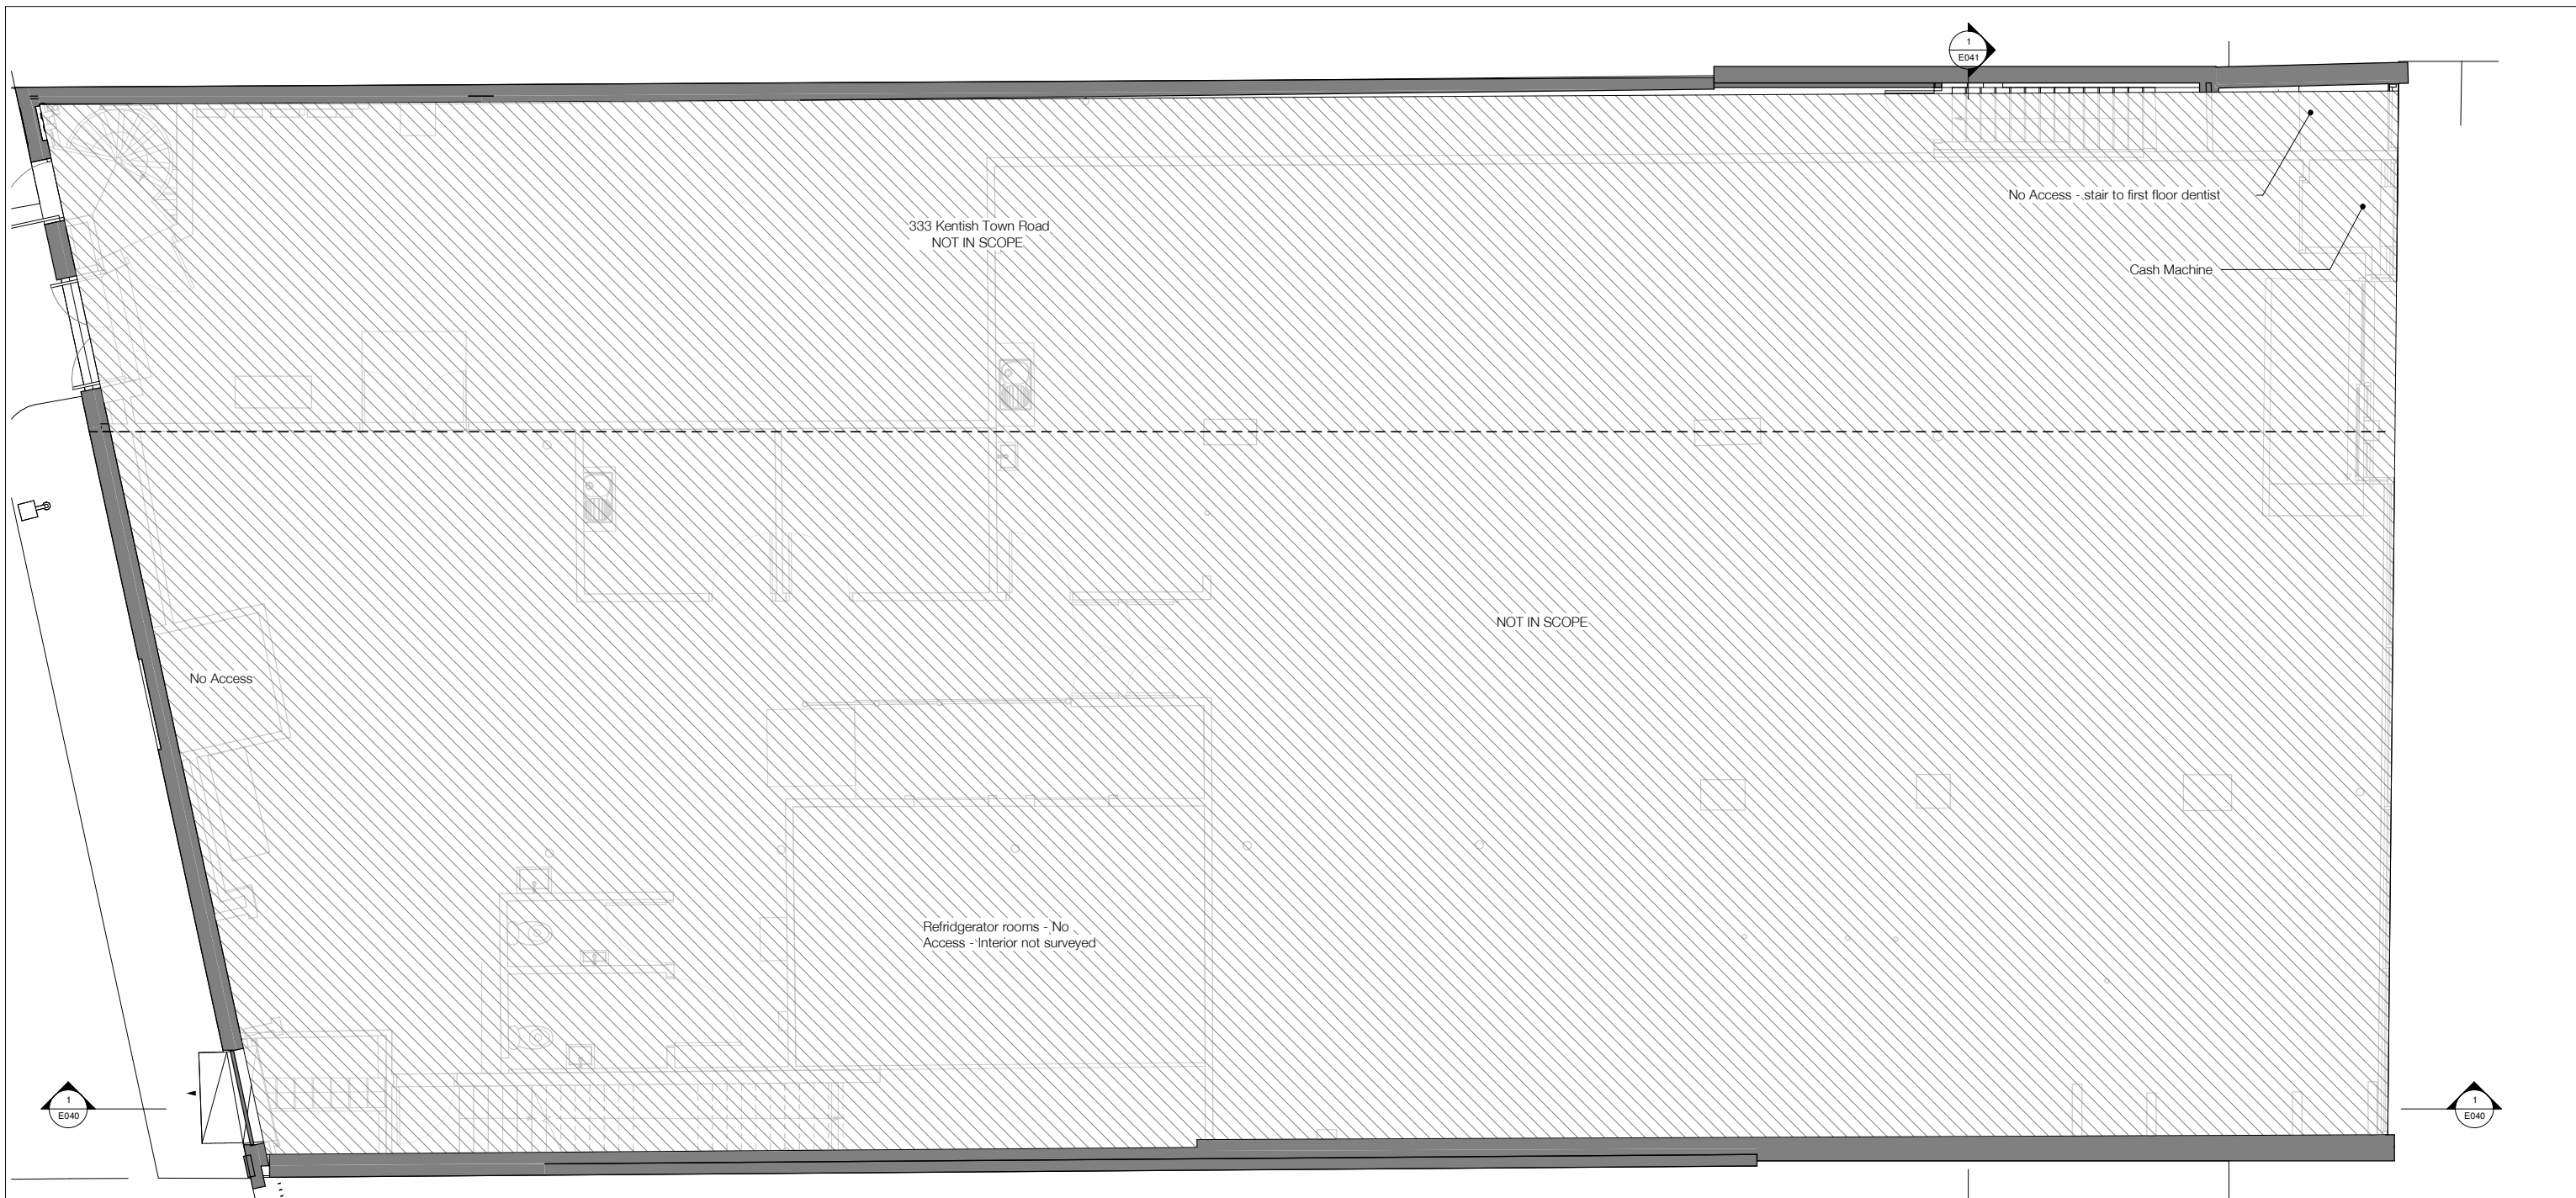 1
E041
No Access - stair to first floor dentist
333 Kentish Town Road
NOT IN SCOPE
Cash Machine
NOT IN SCOPE
No Access
Refridgerator rooms - No
Access - Interior not surveyed
1
E040
1
E040